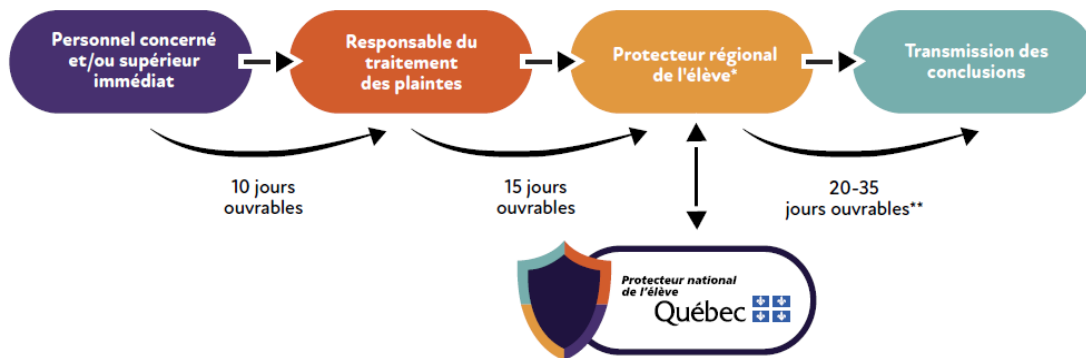 Personnel concerné
et/ou supérieur
immédiat
Responsable du
traitement
des plaintes
Protecteur régional
de l'élève*
Transmission des
conclusions
10 jours
ouvrables
15 jours
ouvrables
20-35
jours ouvrables**
Protecteur national
de l'élève
Québec